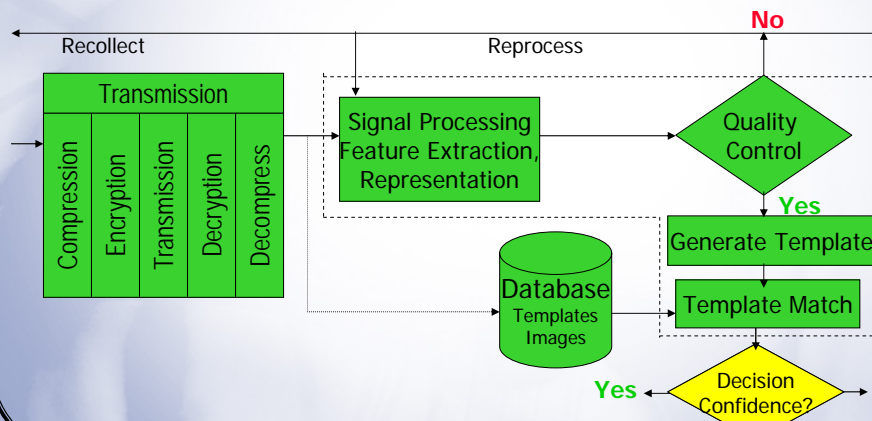 No
Recollect
Reprocess
Transmission
Compression
Encryption
Transmission
Decryption
Decompress
Signal Processing
Feature Extraction,
Representation
Quality
Control
Yes
Generate Template
Database
Templates
Images
Template Match
Decision
Confidence?
Yes